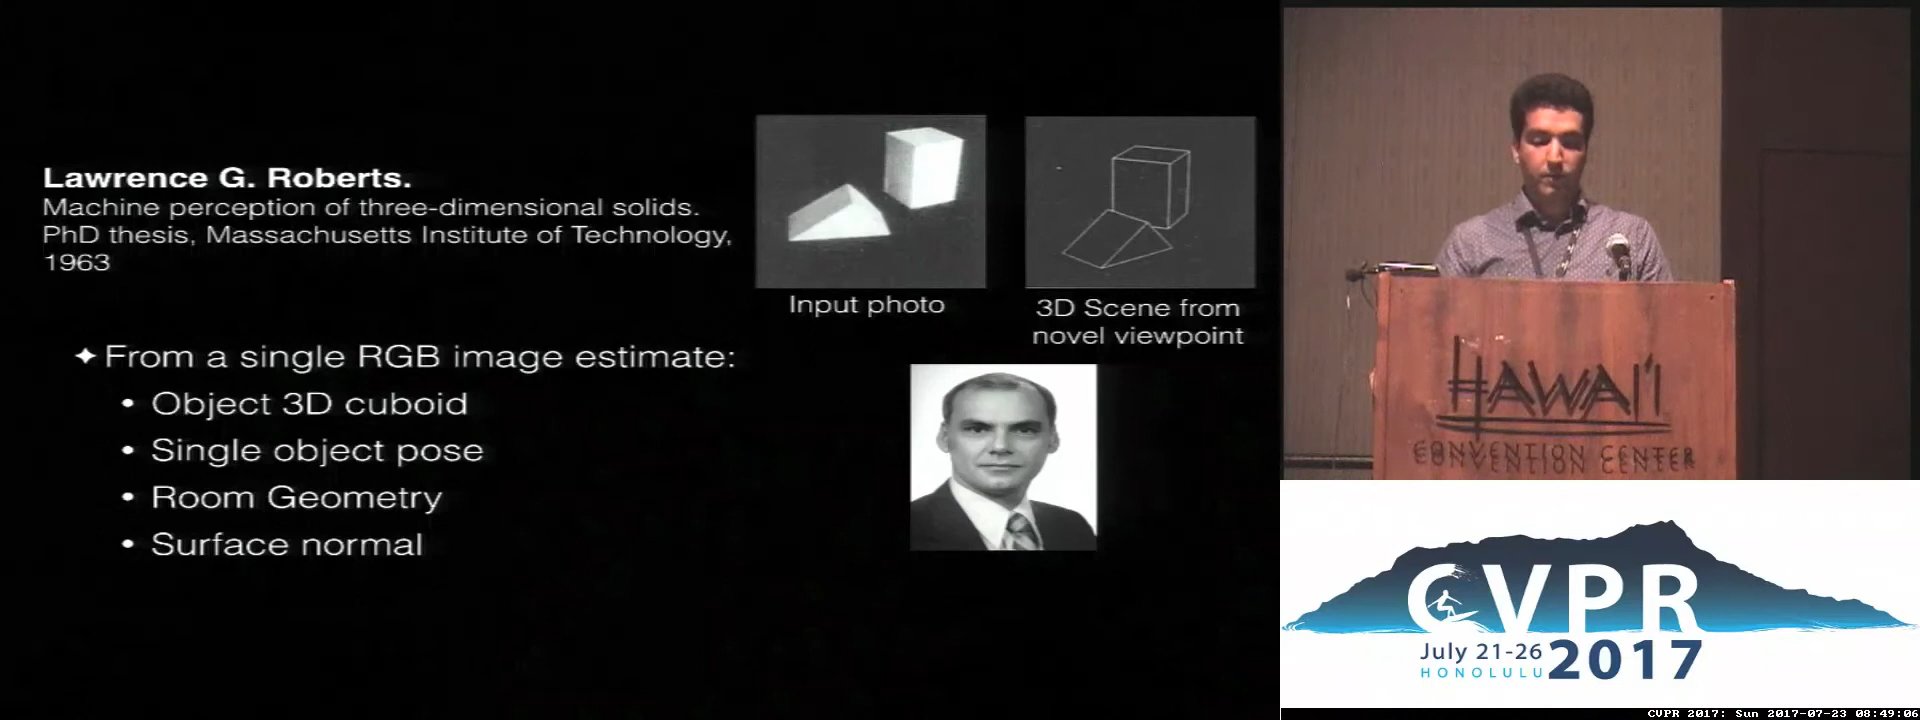 Lawrence G. Roberts.
Machine perception of three-dimensional solids.
PhD thesis, Massachusetts Institute of Technology,
1963
Input photo
3D Scene from
novel viewpoint
✦ From a single RGB image estimate:
• Object 3D cuboid
• Single object pose
• Room Geometry
• Surface normal
HAWAI'I
CONVENTION CENTER
CVPR
July 21-26
HONOLULU
2017
CVPR 2017: Sun 2017-07-23 08:49:06